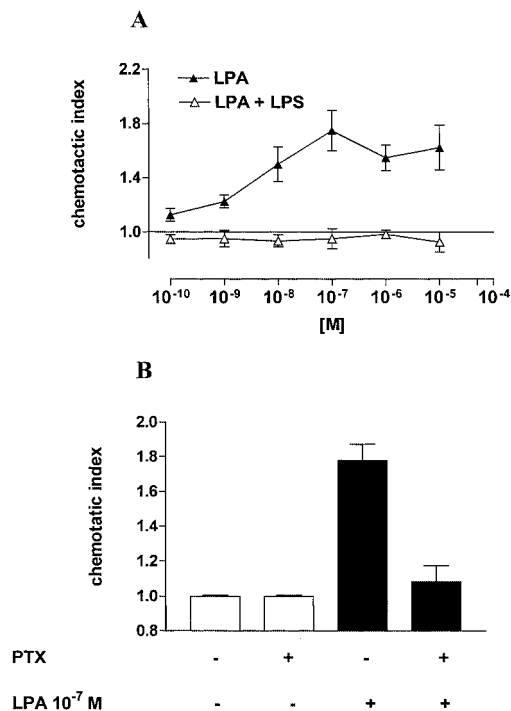 A
2.2
LPA
LPA + LPS
1.8
1.4
1.0
chemotactic index
10-10 10-9 10-8 10-7 10-6 10-5 10-4
[M]
B
2.0
1.8
1.6
1.4
1.2
1.0
0.8
chemotatic index
PTX - + - +
LPA 10-7 M - - + +